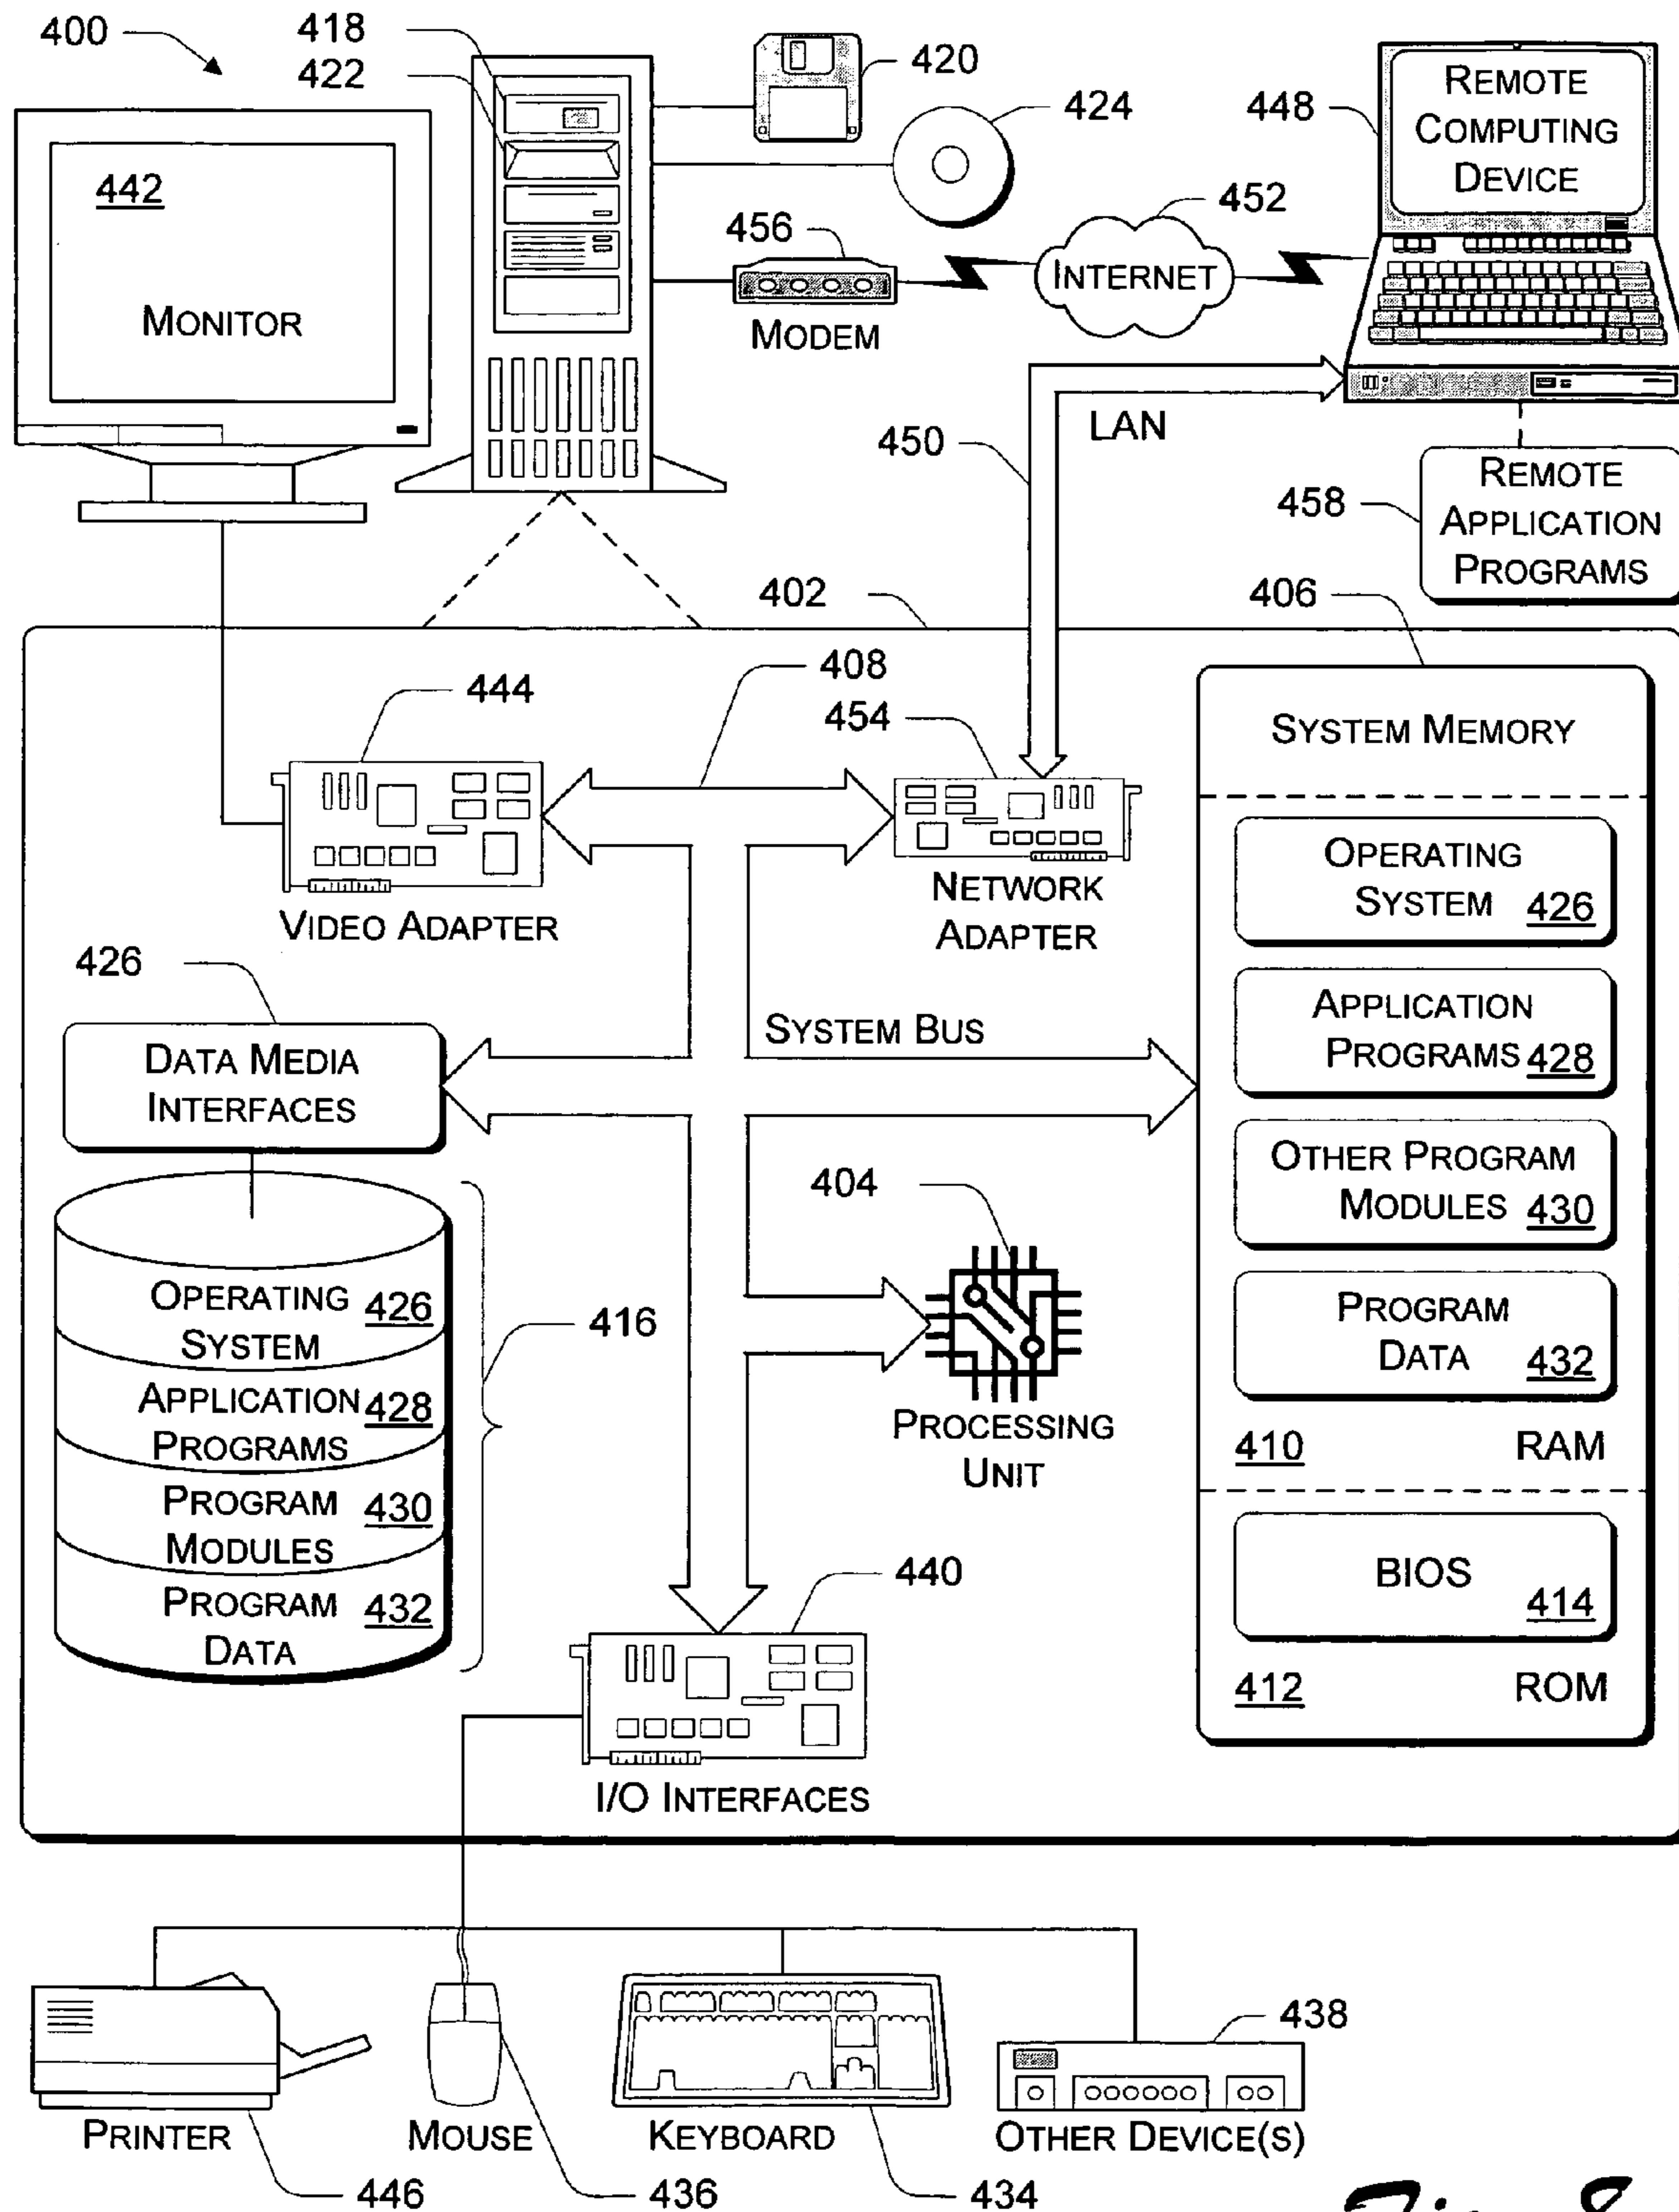 400
418
422
420
424
448
REMOTE
COMPUTING
DEVICE
442
MONITOR
456
MODEM
452
INTERNET
450
LAN
458
REMOTE
APPLICATION
PROGRAMS
402
406
408
444
454
VIDEO ADAPTER
NETWORK
ADAPTER
SYSTEM MEMORY
OPERATING
SYSTEM 426
APPLICATION
PROGRAMS 428
OTHER PROGRAM
MODULES 430
PROGRAM
DATA 432
410 RAM
BIOS
414
412 ROM
426
DATA MEDIA
INTERFACES
SYSTEM BUS
OPERATING 426
SYSTEM
APPLICATION 428
PROGRAMS
PROGRAM 430
MODULES
PROGRAM 432
DATA
416
404
PROCESSING
UNIT
440
I/O INTERFACES
438
PRINTER
MOUSE
KEYBOARD
OTHER DEVICE(S)
446
436
434
Fig. 8